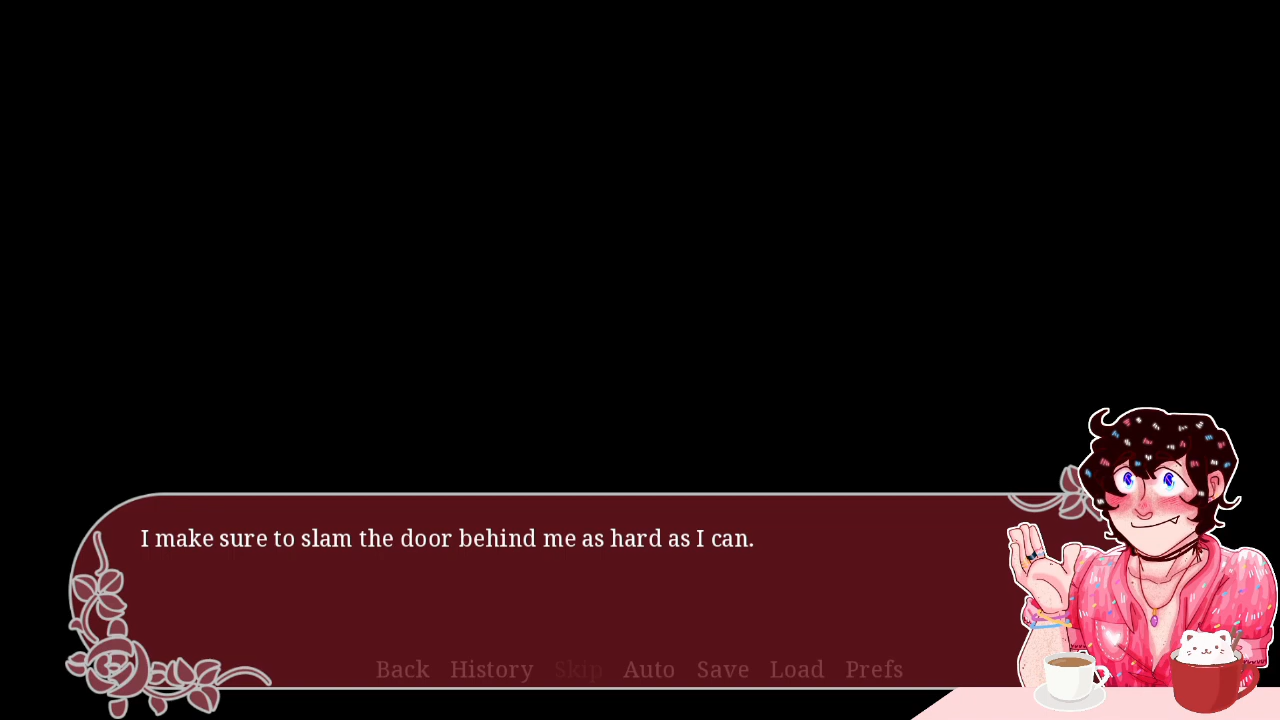 I make sure to slam the door behind me as hard as I can.
Back History Skip Auto Save Load Prefs